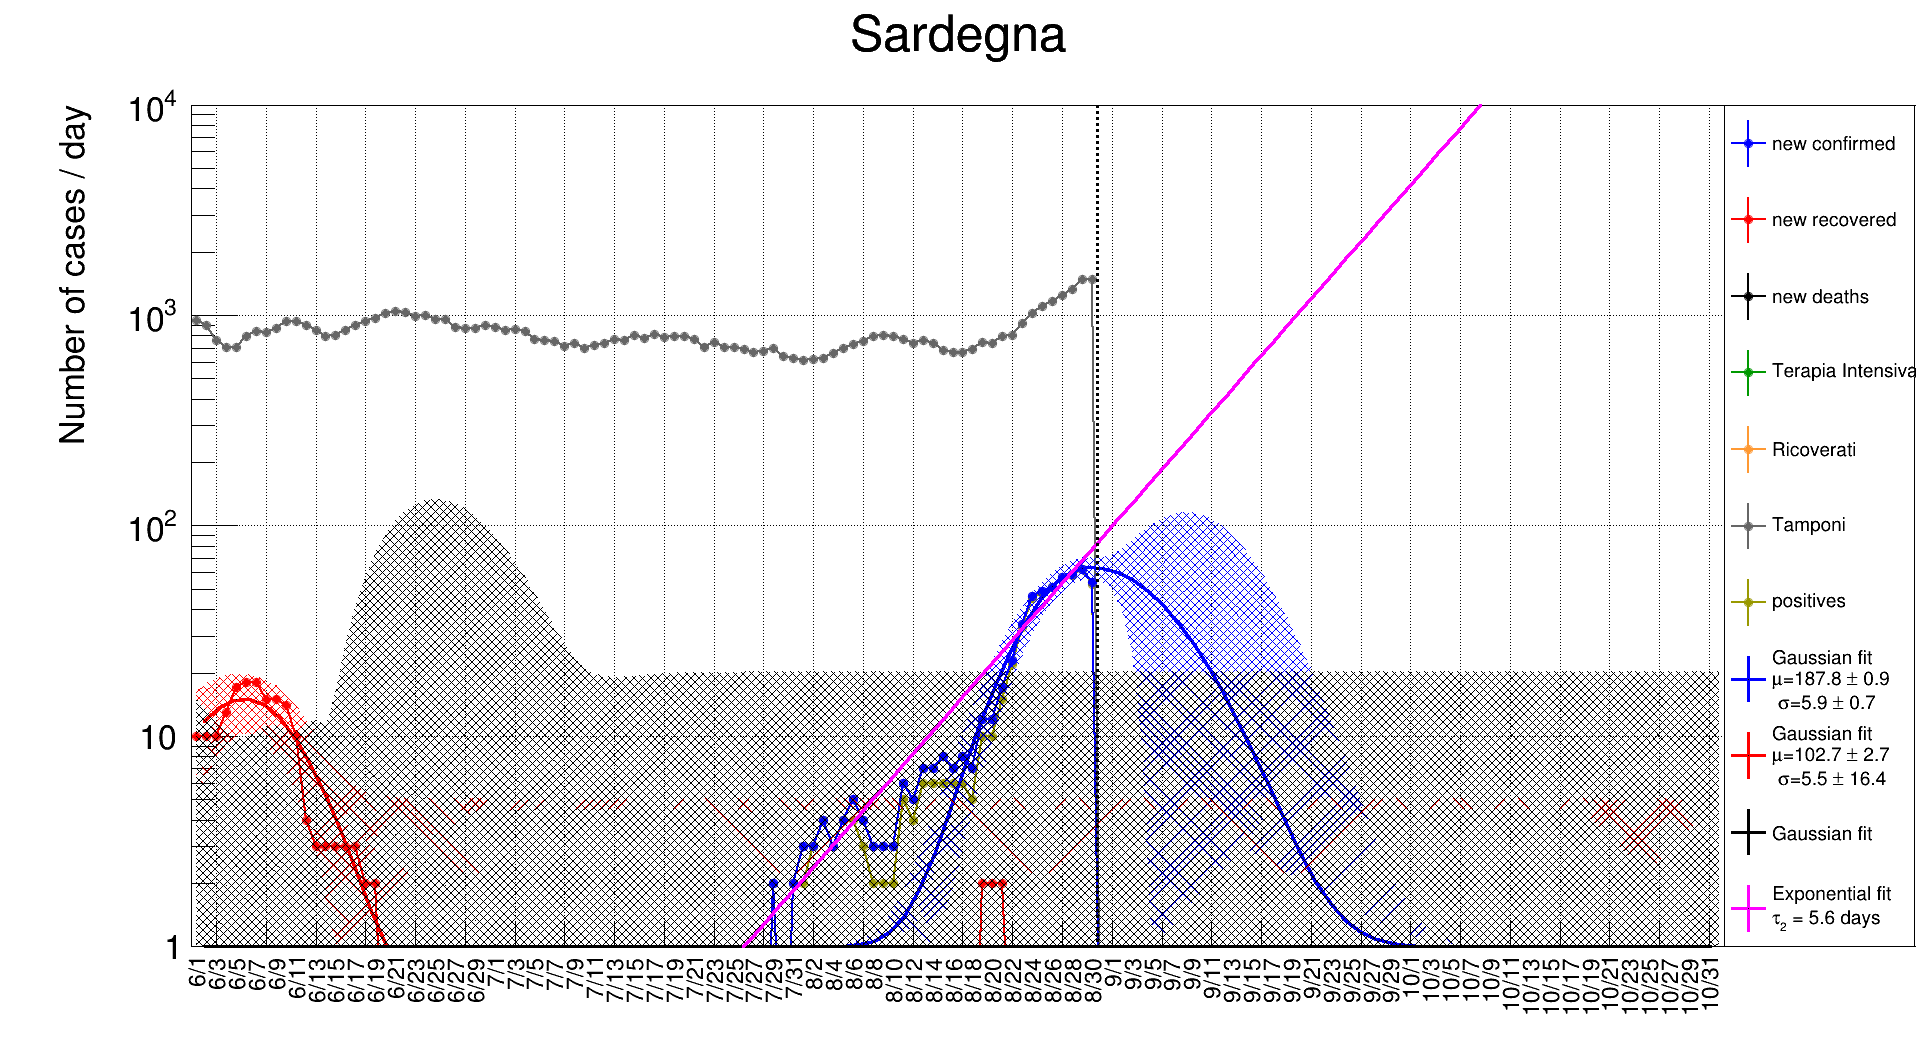 Sardegna
Number of cases / day
10⁴
10³
10²
10
1
6/1 6/3 6/5 6/7 6/9 6/11 6/13 6/15 6/17 6/19 6/21 6/23 6/25 6/27 6/29 7/1 7/3 7/5 7/7 7/9 7/11 7/13 7/15 7/17 7/19 7/21 7/23 7/25 7/27 7/29 7/31 8/2 8/4 8/6 8/8 8/10 8/12 8/14 8/16 8/18 8/20 8/22 8/24 8/26 8/28 8/30 9/1 9/3 9/5 9/7 9/9 9/11 9/13 9/15 9/17 9/19 9/21 9/23 9/25 9/27 9/29 10/1 10/3 10/5 10/7 10/9 10/11 10/13 10/15 10/17 10/19 10/21 10/23 10/25 10/27 10/29 10/31
new confirmed
new recovered
new deaths
Terapia Intensiva
Ricoverati
Tamponi
positives
Gaussian fit
μ=187.8 ± 0.9
σ=5.9 ± 0.7
Gaussian fit
μ=102.7 ± 2.7
σ=5.5 ± 16.4
Gaussian fit
Exponential fit
τ₂ = 5.6 days